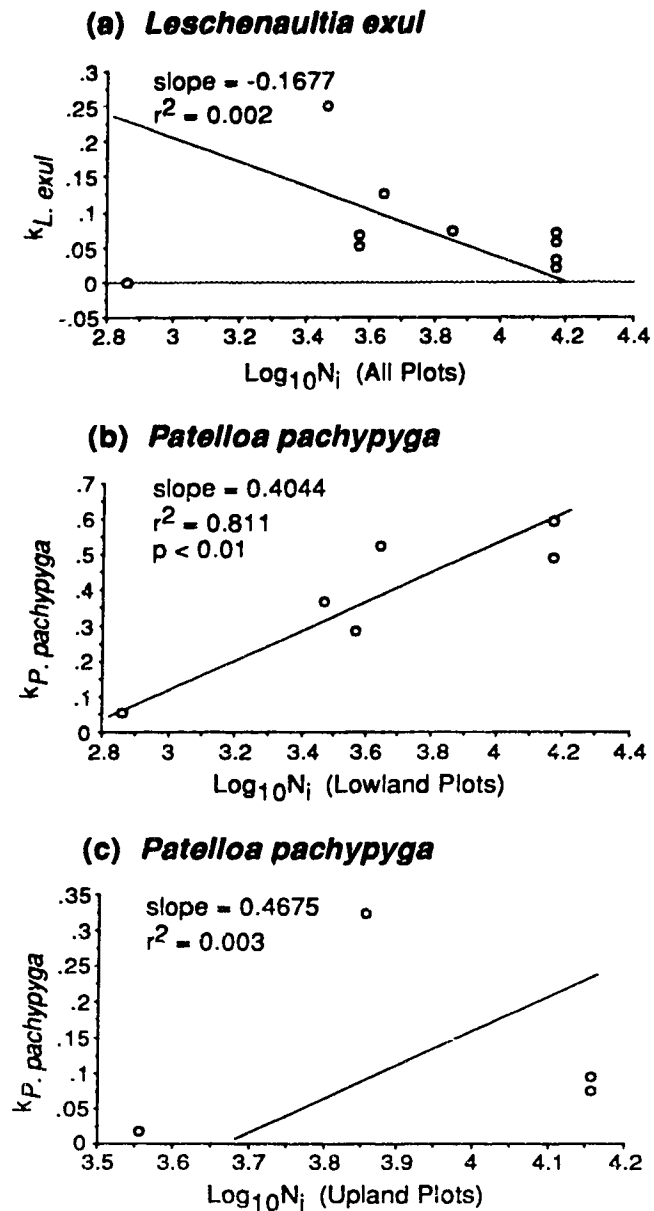 (a) Leschenaultia exul
slope = -0.1677
r² = 0.002
.3
.25
.2
.15
.1
.05
0
-.05
kL. exul
2.8 3 3.2 3.4 3.6 3.8 4 4.2 4.4
Log10Ni (All Plots)
(b) Patelloa pachypyga
slope = 0.4044
r² = 0.811
p < 0.01
.7
.6
.5
.4
.3
.2
.1
0
kP. pachypyga
2.8 3 3.2 3.4 3.6 3.8 4 4.2 4.4
Log10Ni (Lowland Plots)
(c) Patelloa pachypyga
slope = 0.4675
r² = 0.003
.35
.3
.25
.2
.15
.1
.05
0
kP. pachypyga
3.5 3.6 3.7 3.8 3.9 4 4.1 4.2
Log10Ni (Upland Plots)